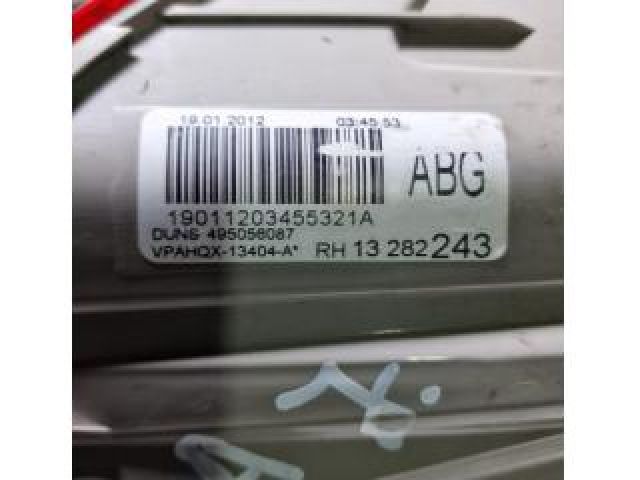 19.01.2012 03:45:53
ABG
19011203455321A
DUNS 495056087
VPAHQX-13404-A* RH 13 282 243